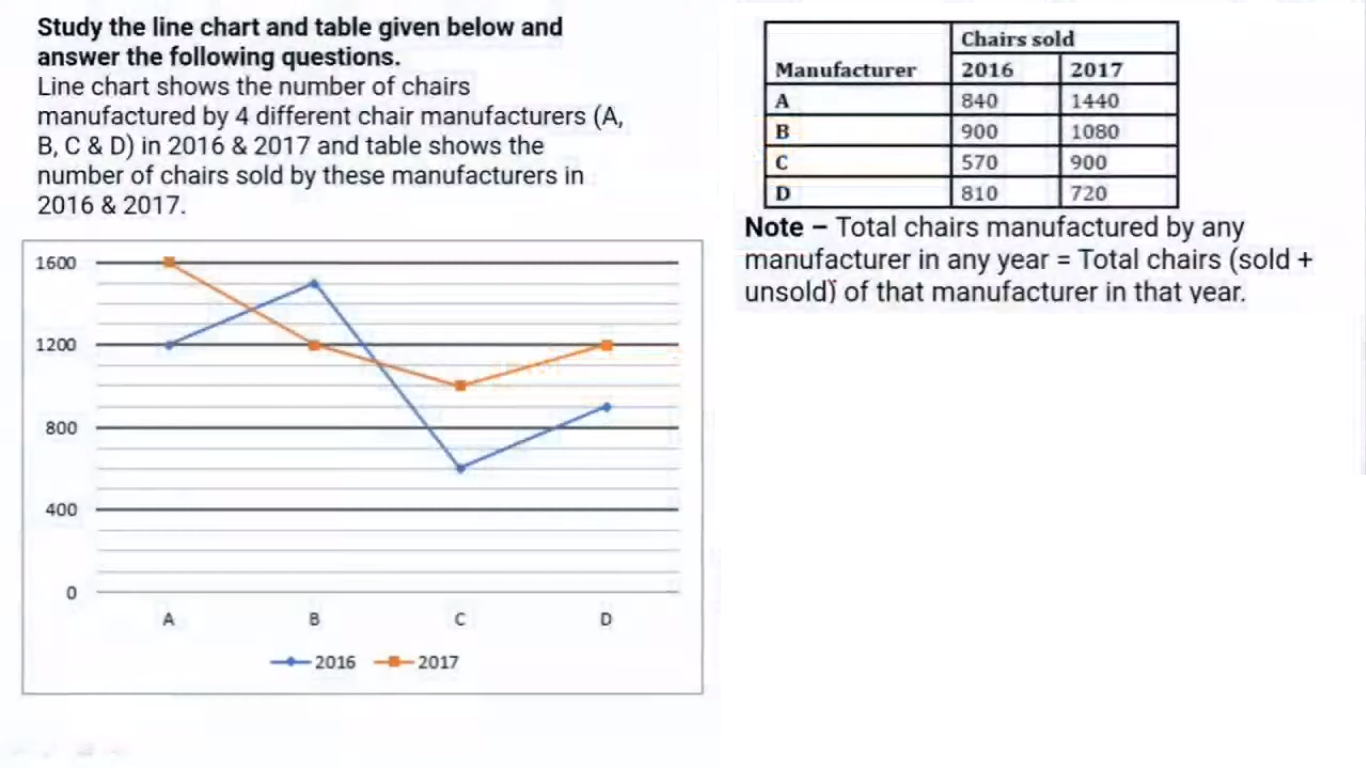 Study the line chart and table given below and
answer the following questions.
Line chart shows the number of chairs
manufactured by 4 different chair manufacturers (A,
B, C & D) in 2016 & 2017 and table shows the
number of chairs sold by these manufacturers in
2016 & 2017.
1600
1200
800
400
0
A B C D
2016 2017
Chairs sold
Manufacturer 2016 2017
A 840 1440
B 900 1080
C 570 900
D 810 720
Note – Total chairs manufactured by any
manufacturer in any year = Total chairs (sold +
unsold) of that manufacturer in that year.